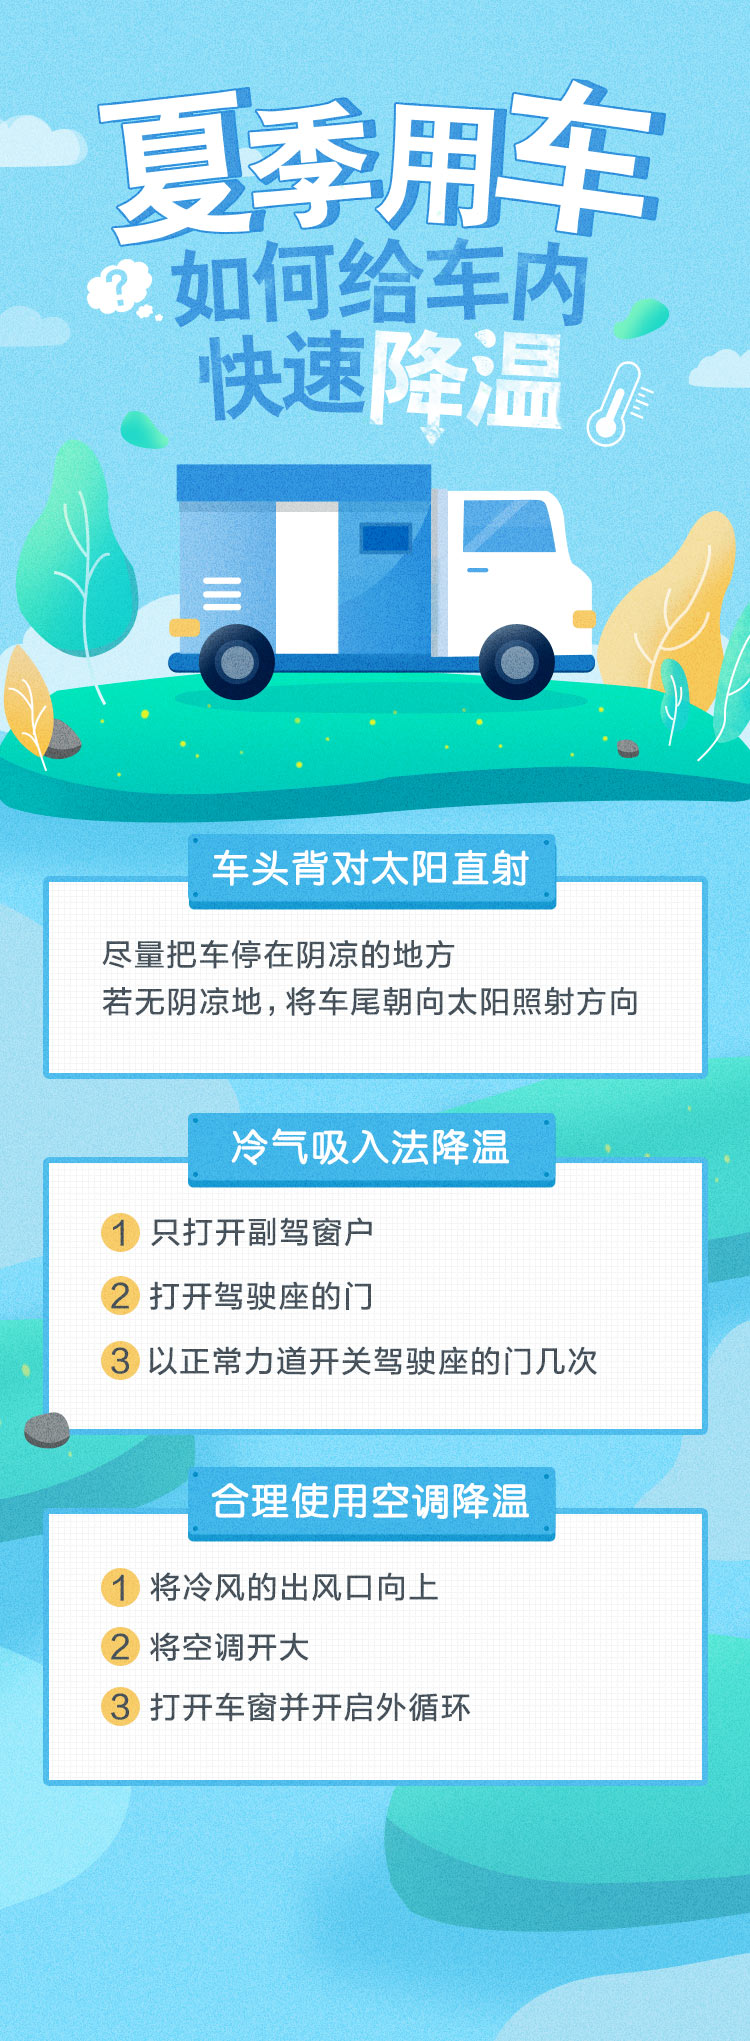 夏季用车
?
如何给车内
快速降温
车头背对太阳直射
尽量把车停在阴凉的地方
若无阴凉地,将车尾朝向太阳照射方向
冷气吸入法降温
1 只打开副驾窗户
2 打开驾驶座的门
3 以正常力道开关驾驶座的门几次
合理使用空调降温
1 将冷风的出风口向上
2 将空调开大
3 打开车窗并开启外循环